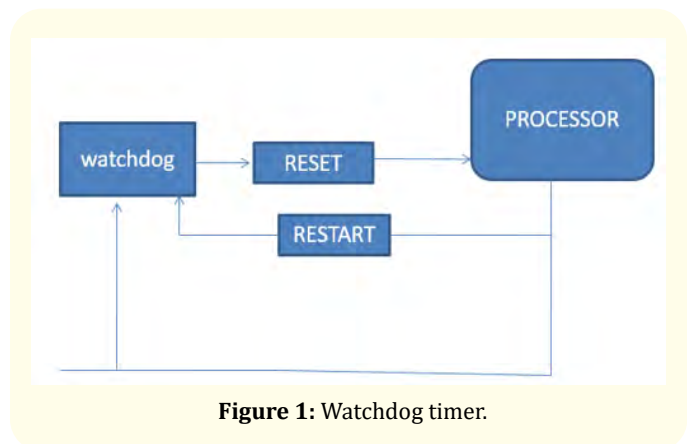 PROCESSOR
watchdog
RESET
RESTART
Figure 1: Watchdog timer.